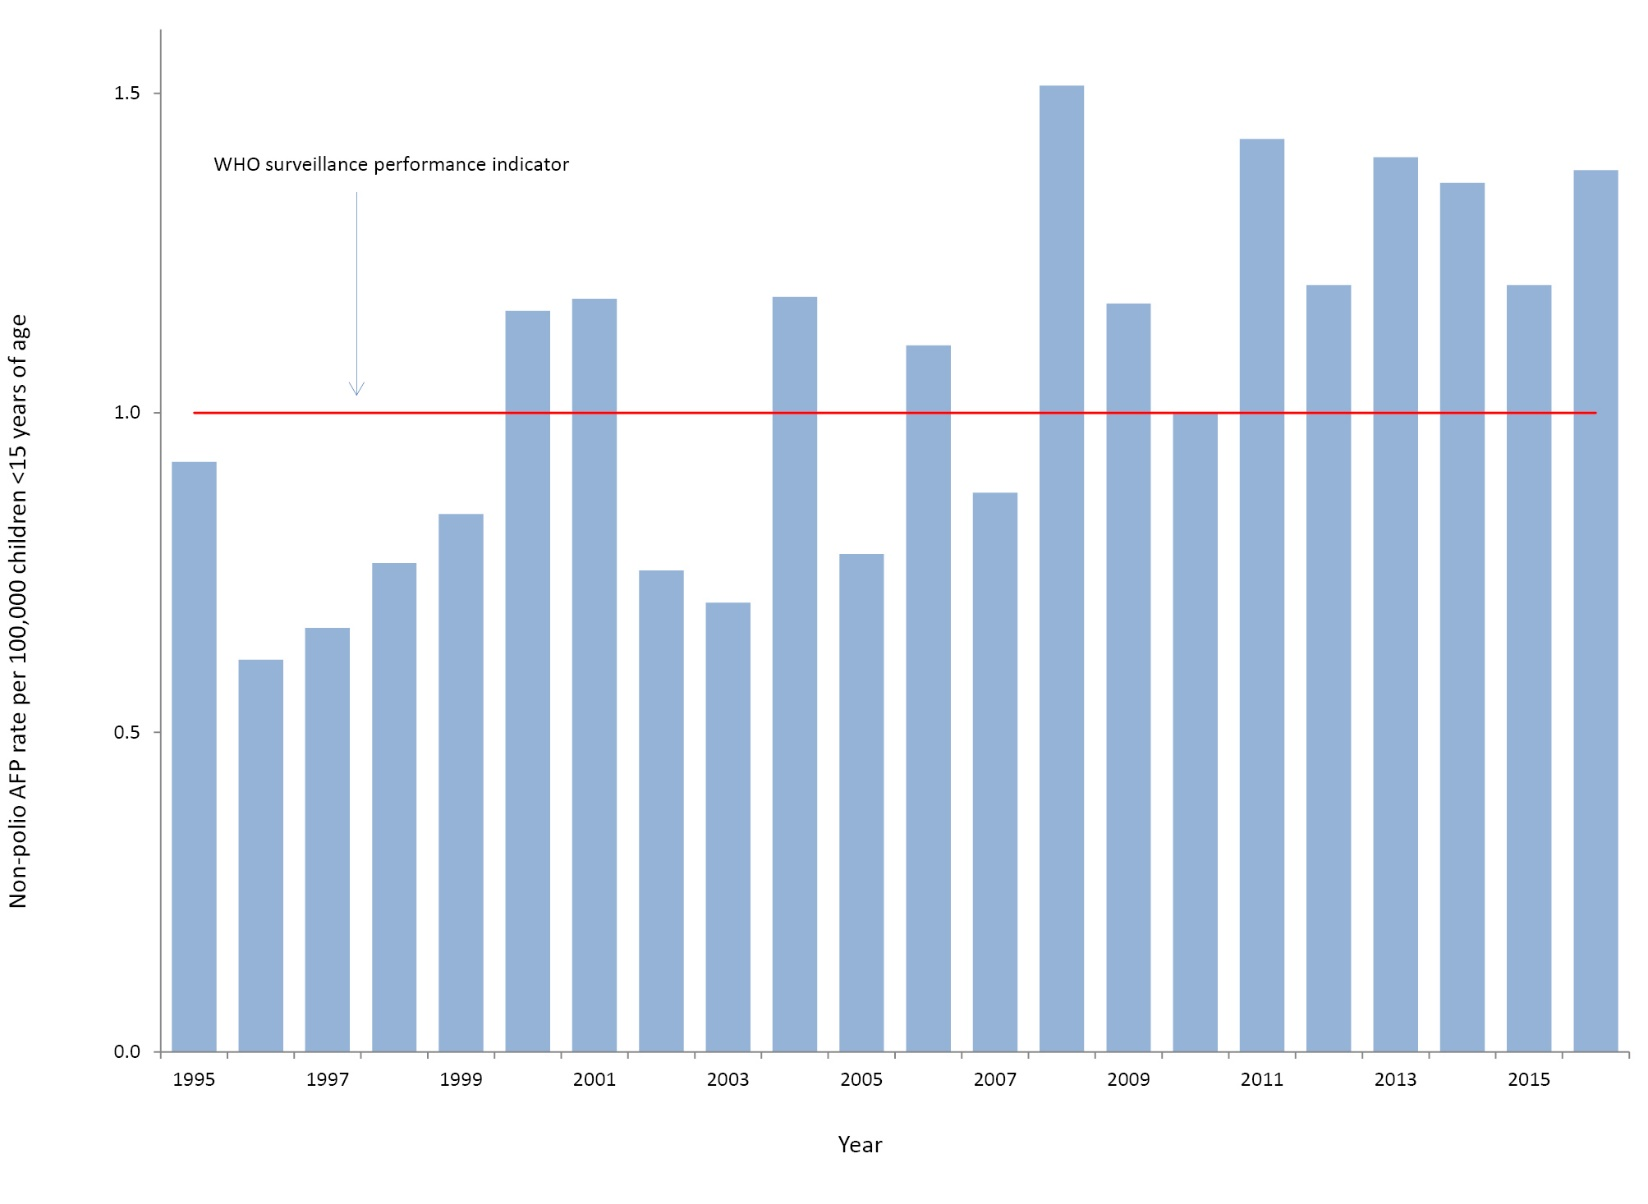 1.5
WHO surveillance performance indicator
1.0
0.5
0.0
Non-polio AFP rate per 100,000 children <15 years of age
1995 1997 1999 2001 2003 2005 2007 2009 2011 2013 2015
Year